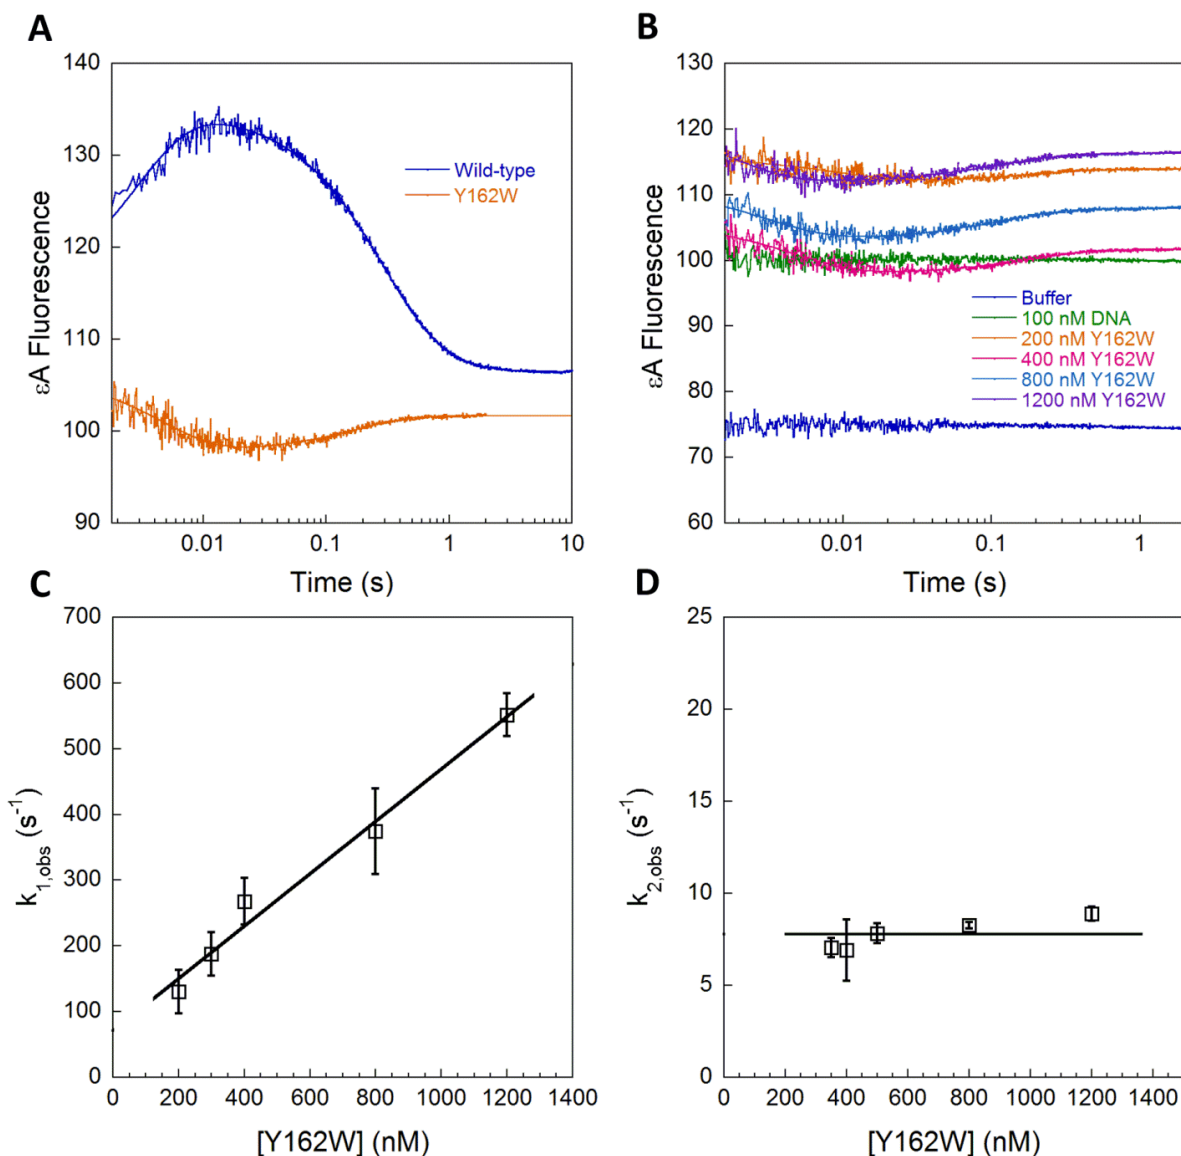 A
140
130
120
110
100
90
εA Fluorescence
Wild-type
Y162W
0.01
0.1
1
10
Time (s)
B
130
120
110
100
90
80
70
60
εA Fluorescence
Buffer
100 nM DNA
200 nM Y162W
400 nM Y162W
800 nM Y162W
1200 nM Y162W
0.01
0.1
1
Time (s)
C
700
600
500
400
300
200
100
0
k1,obs (s-1)
0 200 400 600 800 1000 1200 1400
[Y162W] (nM)
D
25
20
15
10
5
0
k2,obs (s-1)
0 200 400 600 800 1000 1200 1400
[Y162W] (nM)